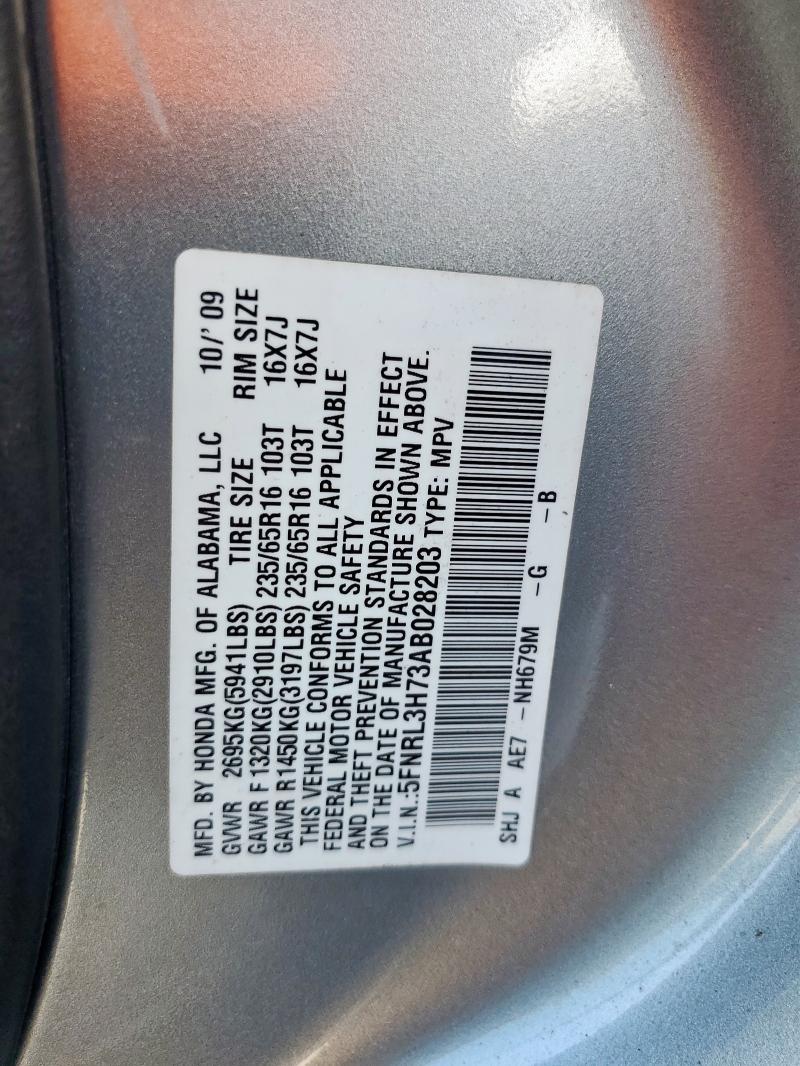 MFD. BY HONDA MFG. OF ALABAMA, LLC 10/' 09
GVWR 2695KG(5941LBS) TIRE SIZE RIM SIZE
GAWR F 1320KG(2910LBS) 235/65R16 103T 16X7J
GAWR R1450KG(3197LBS) 235/65R16 103T 16X7J
THIS VEHICLE CONFORMS TO ALL APPLICABLE
FEDERAL MOTOR VEHICLE SAFETY
AND THEFT PREVENTION STANDARDS IN EFFECT
ON THE DATE OF MANUFACTURE SHOWN ABOVE.
V.I.N.:5FNRL3H73AB028203 TYPE: MPV
SHJ A AE7 -NH679M -G -B